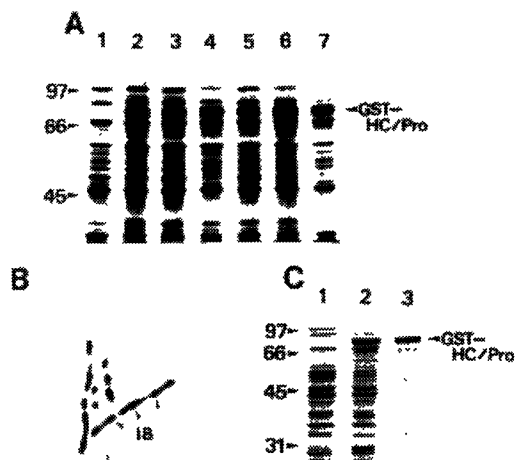 A
1 2 3 4 5 6 7
97-
66-
45-
GST-
HC/Pro
B
IB
C
1 2 3
97-
66-
45-
31-
GST-
HC/Pro